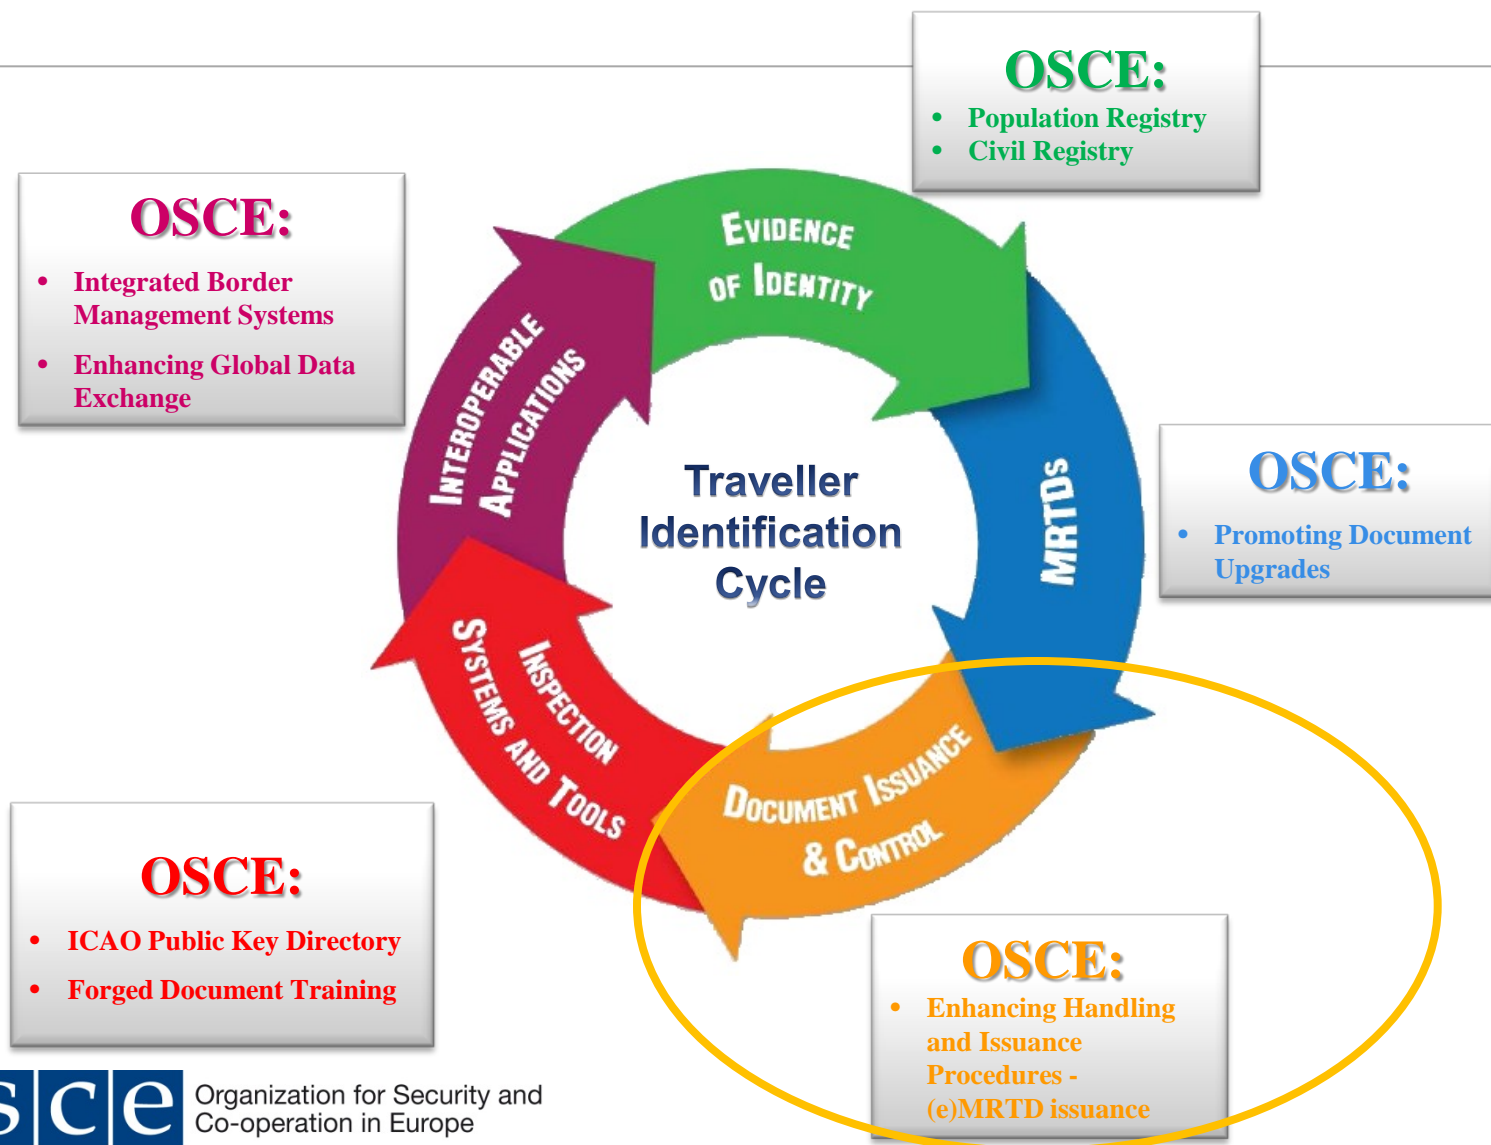 OSCE:
• Population Registry
• Civil Registry
OSCE:
• Integrated Border
Management Systems
• Enhancing Global Data
Exchange
EVIDENCE
OF IDENTITY
INTEROPERABLE
APPLICATIONS
Traveller
Identification
Cycle
MRTDs
OSCE:
• Promoting Document
Upgrades
INSPECTION
SYSTEMS AND TOOLS
DOCUMENT ISSUANCE
& CONTROL
OSCE:
• ICAO Public Key Directory
• Forged Document Training
OSCE:
• Enhancing Handling
and Issuance
Procedures -
(e)MRTD issuance
sce
Organization for Security and
Co-operation in Europe